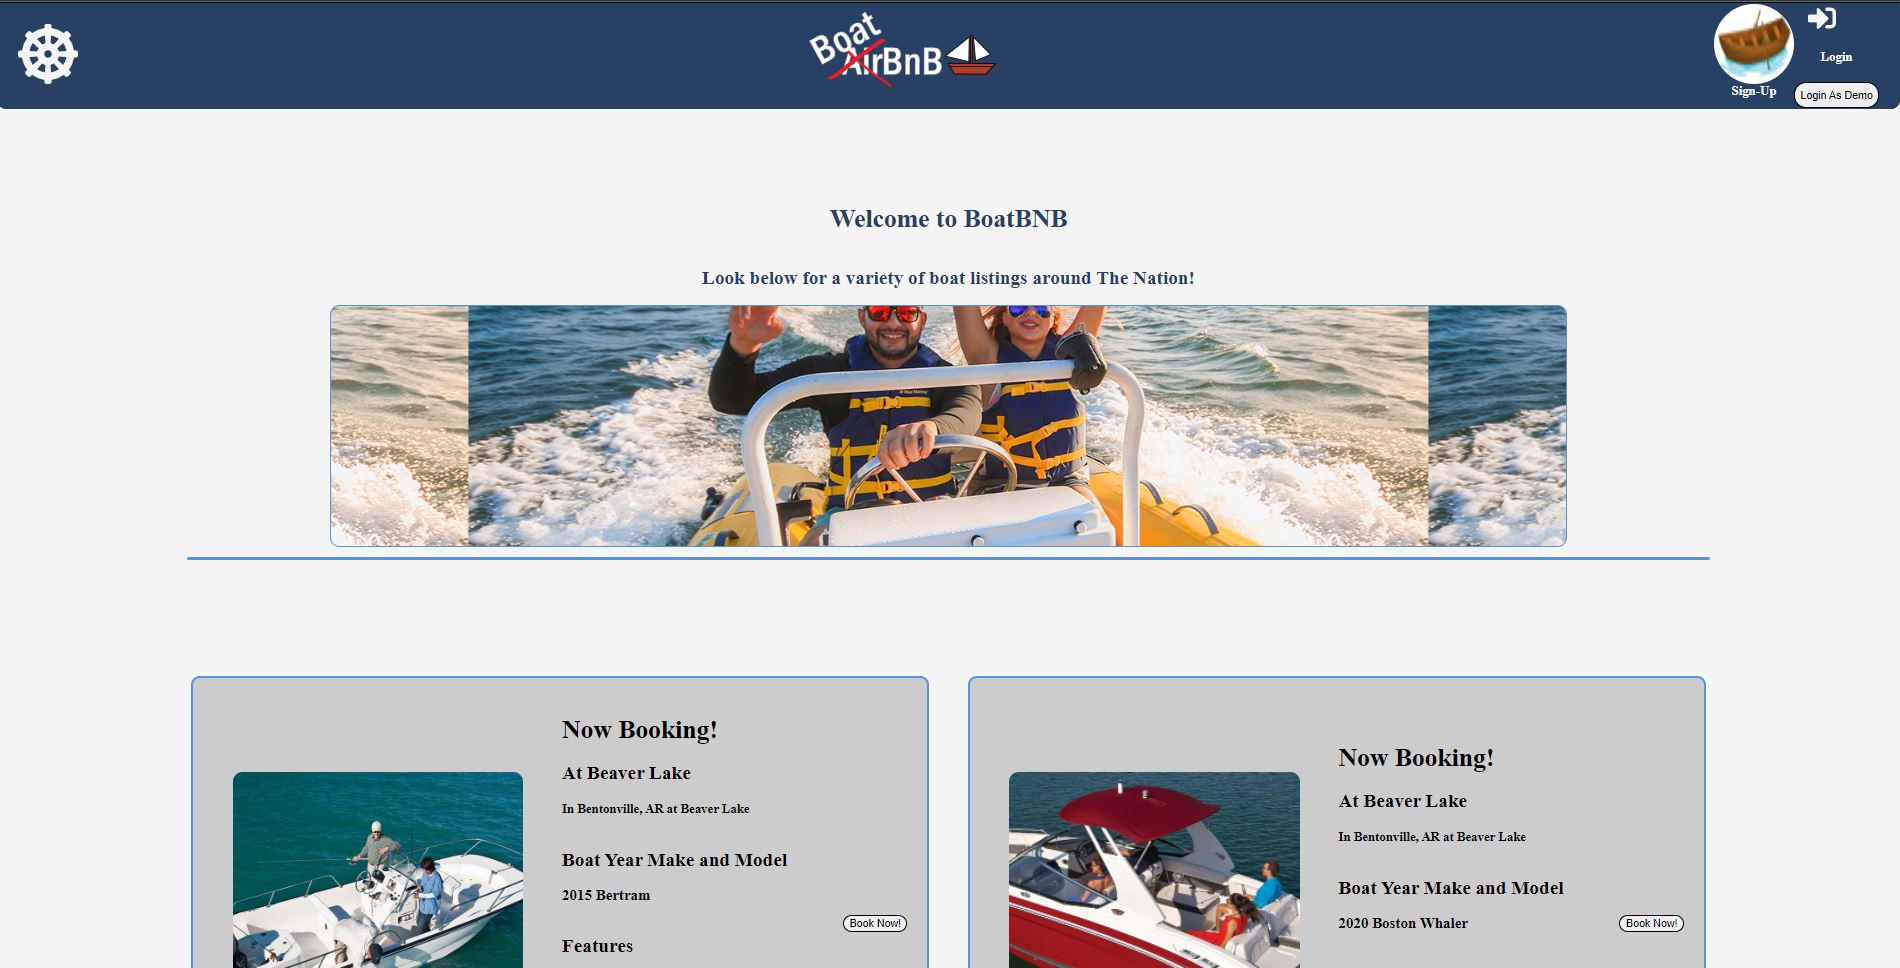 Boat
AirBnB
Login
Sign-Up
Login As Demo
Welcome to BoatBNB
Look below for a variety of boat listings around The Nation!
Now Booking!
At Beaver Lake
In Bentonville, AR at Beaver Lake
Boat Year Make and Model
2015 Bertram
Book Now!
Features
Now Booking!
At Beaver Lake
In Bentonville, AR at Beaver Lake
Boat Year Make and Model
2020 Boston Whaler
Book Now!